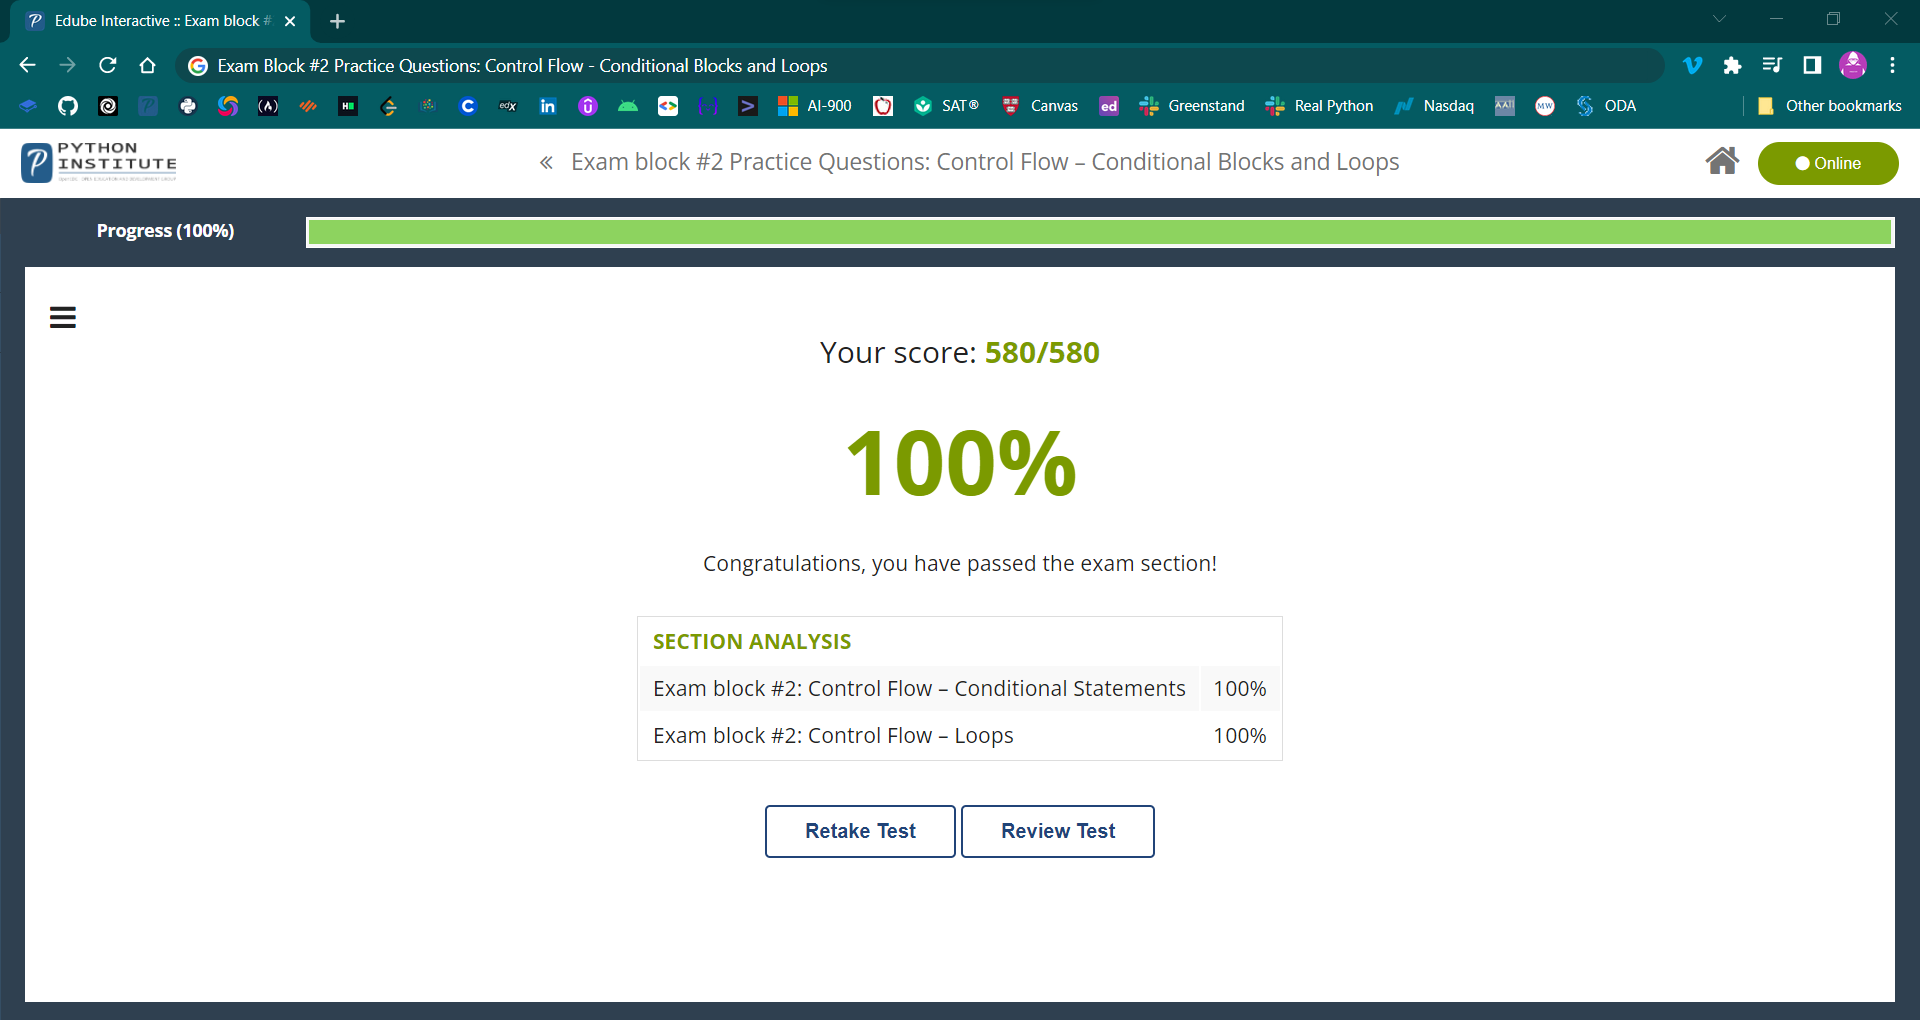 Edube Interactive :: Exam block #
Exam Block #2 Practice Questions: Control Flow - Conditional Blocks and Loops
AI-900
SAT®
Canvas
ed
Greenstand
Real Python
Nasdaq
AATI
MW
ODA
Other bookmarks
PYTHON
INSTITUTE
« Exam block #2 Practice Questions: Control Flow – Conditional Blocks and Loops
Online
Progress (100%)
Your score: 580/580
100%
Congratulations, you have passed the exam section!
SECTION ANALYSIS
Exam block #2: Control Flow – Conditional Statements 100%
Exam block #2: Control Flow – Loops 100%
Retake Test
Review Test